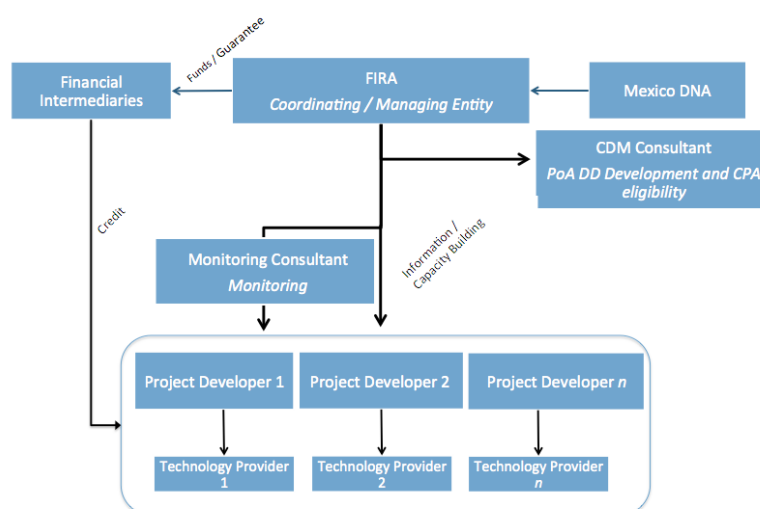 Funds / Guarantee
Financial
Intermediaries
FIRA
Coordinating / Managing Entity
Mexico DNA
CDM Consultant
PoA DD Development and CPA
eligibility
Credit
Information /
Capacity Building
Monitoring Consultant
Monitoring
Project Developer 1
Project Developer 2
Project Developer n
Technology Provider
1
Technology Provider
2
Technology Provider
n